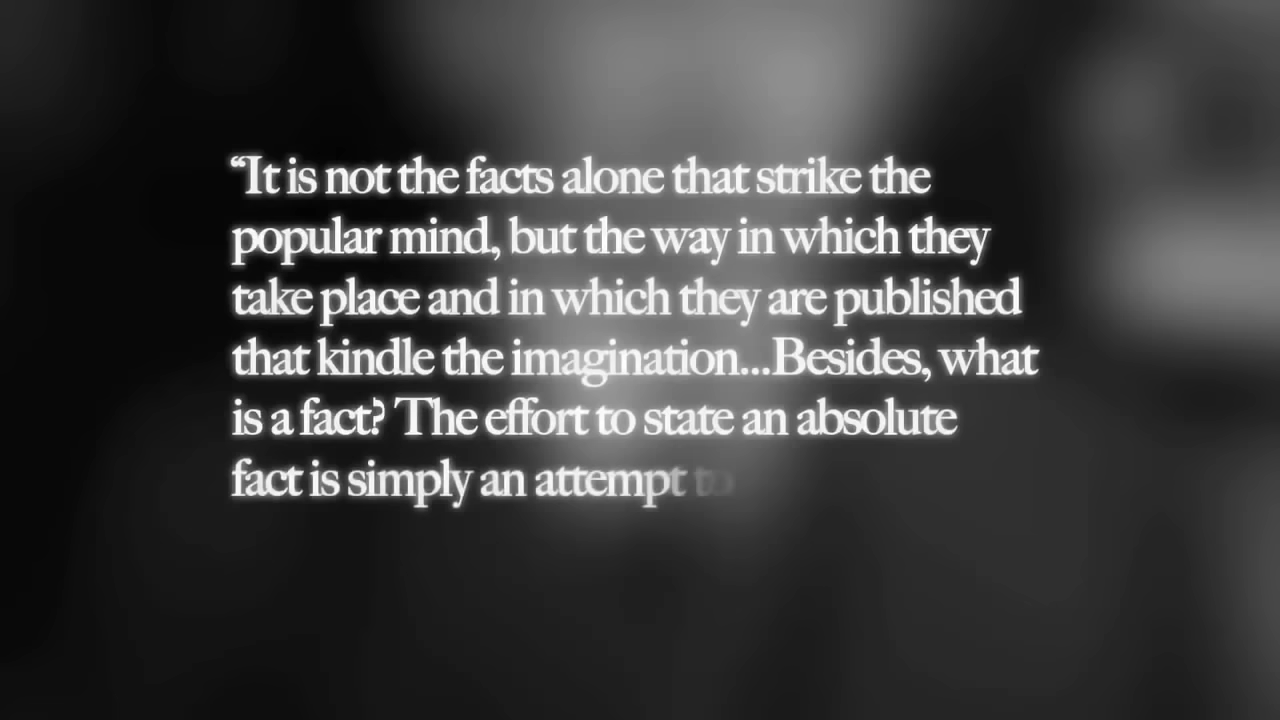 “It is not the facts alone that strike the
popular mind, but the way in which they
take place and in which they are published
that kindle the imagination...Besides, what
is a fact? The effort to state an absolute
fact is simply an attempt to